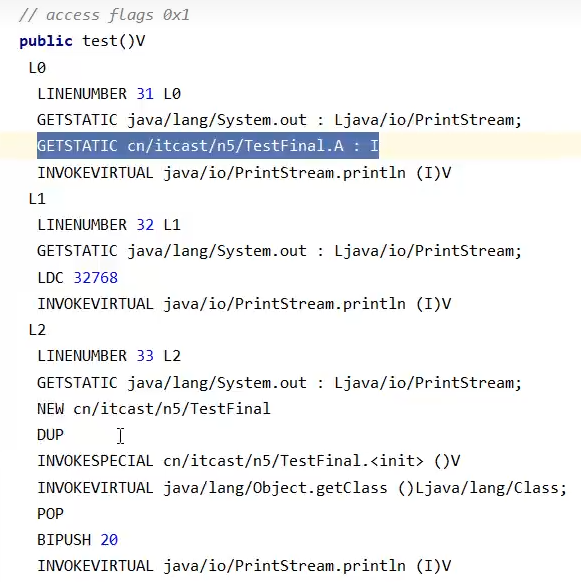 // access flags 0x1
public test()V
L0
LINENUMBER 31 L0
GETSTATIC java/lang/System.out : Ljava/io/PrintStream;
GETSTATIC cn/itcast/n5/TestFinal.A : I
INVOKEVIRTUAL java/io/PrintStream.println (I)V
L1
LINENUMBER 32 L1
GETSTATIC java/lang/System.out : Ljava/io/PrintStream;
LDC 32768
INVOKEVIRTUAL java/io/PrintStream.println (I)V
L2
LINENUMBER 33 L2
GETSTATIC java/lang/System.out : Ljava/io/PrintStream;
NEW cn/itcast/n5/TestFinal
DUP
INVOKESPECIAL cn/itcast/n5/TestFinal.<init> ()V
INVOKEVIRTUAL java/lang/Object.getClass ()Ljava/lang/Class;
POP
BIPUSH 20
INVOKEVIRTUAL java/io/PrintStream.println (I)V